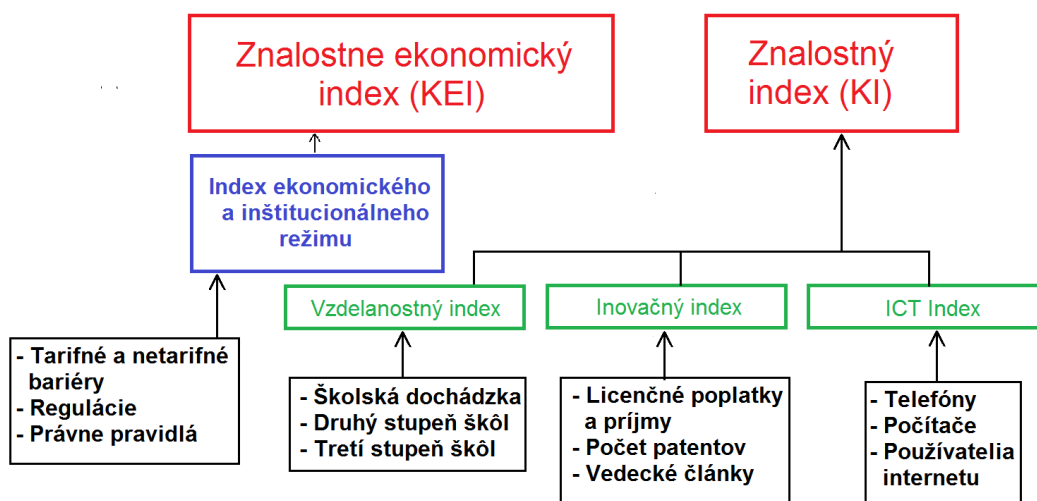 Znalostne ekonomický
index (KEI)
Znalostný
index (KI)
Index ekonomického
a inštitucionálneho
režimu
Vzdelanostný index
Inovačný index
ICT Index
- Tarifné a netarifné
bariéry
- Regulácie
- Právne pravidlá
- Školská dochádzka
- Druhý stupeň škôl
- Tretí stupeň škôl
- Licenčné poplatky
a príjmy
- Počet patentov
- Vedecké články
- Telefóny
- Počítače
- Používatelia
internetu